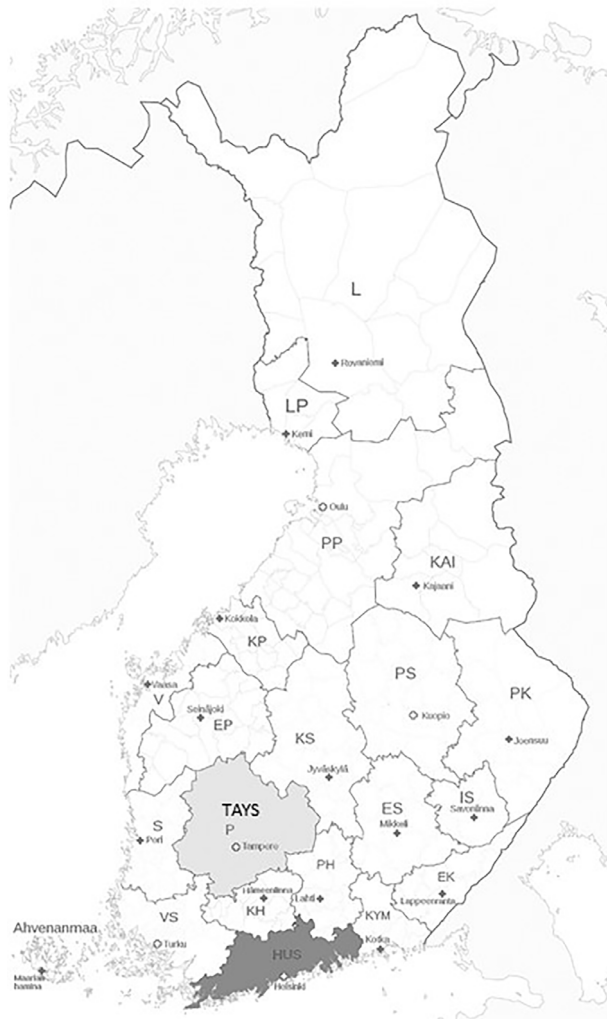 L
Rovaniemi
LP
Kemi
Oulu
PP
KAI
Kajaani
Kokkola
KP
PS
PK
Vaasa
V
Seinäjoki
EP
Kuopio
KS
Joensuu
Jyväskylä
TAYS
P
Tampere
S
Pori
ES
Mikkeli
?
IS
Savonlinna
PH
EK
Hämeenlinna
Lahti
Lappeenranta
KH
VS
KYM
Ahvenanmaa
Turku
Kotka
HUS
Maarian
hamina
Helsinki